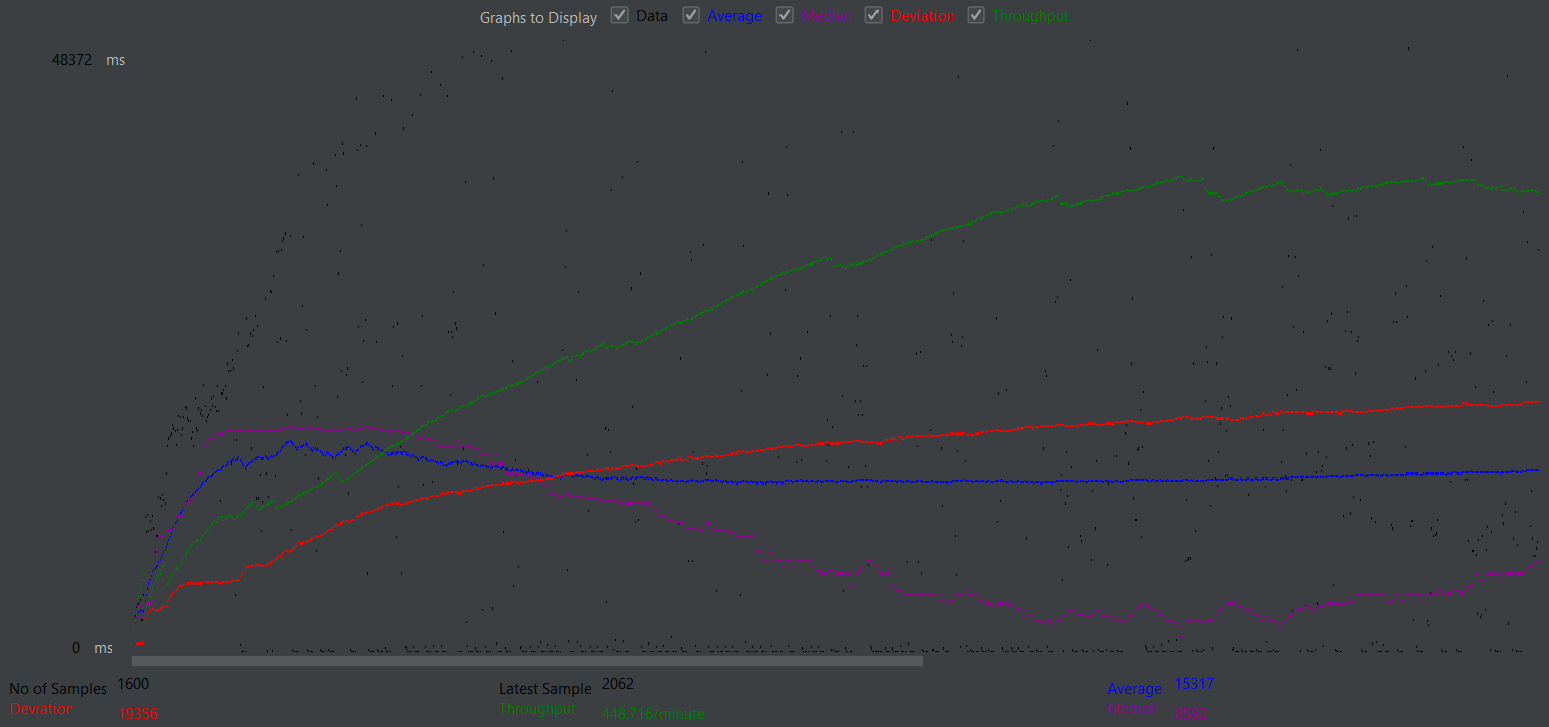 Graphs to Display Data Average Median Deviation Throughput
48372 ms
0 ms
No of Samples 1600 Latest Sample 2062 Average 15317
Deviation 19356 Throughput 448.716/minute Median 6592